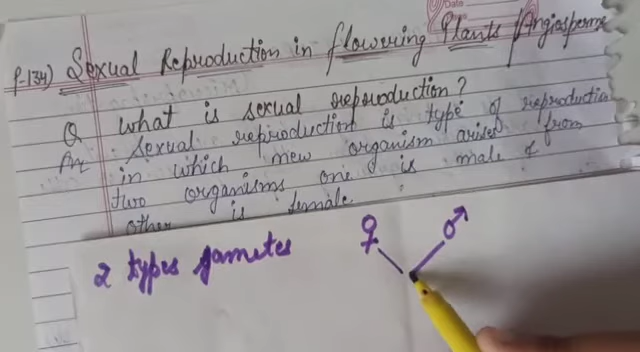 P-134) Sexual Reproduction in flowering Plants / Angiosperms
Q What is sexual reproduction?
An Sexual reproduction is type of reproduction
in which new organism arises from
two organisms one is male &
other is female
2 types gametes ♀ ♂